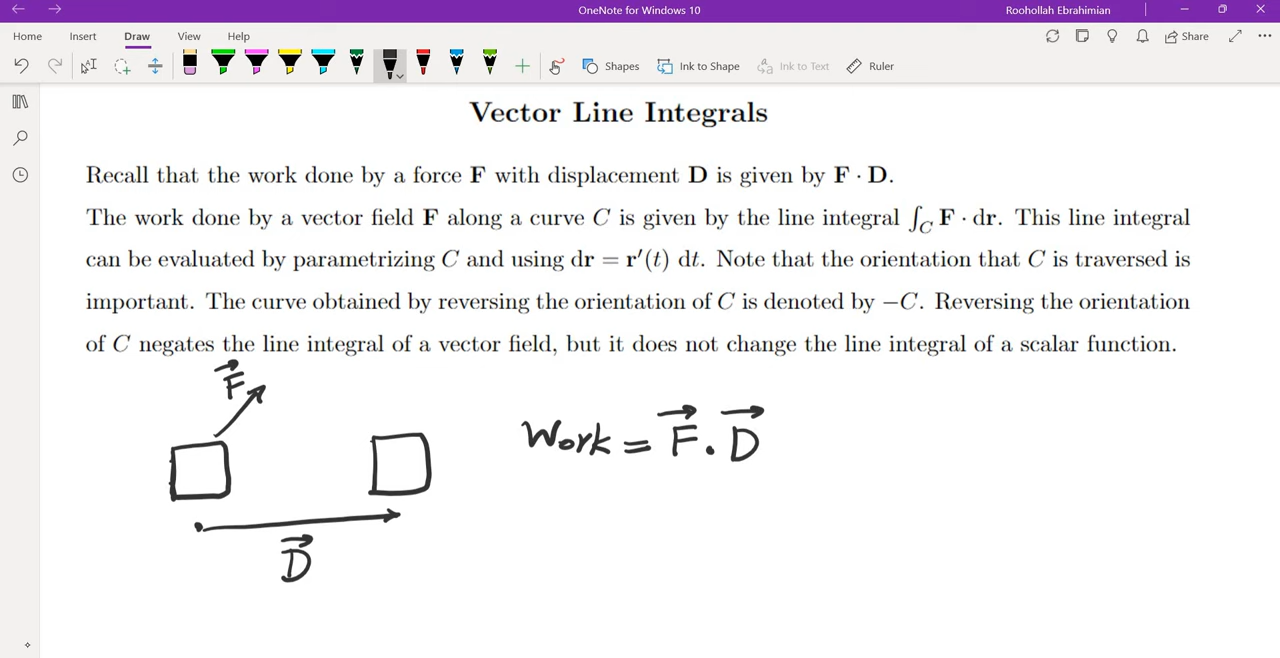 OneNote for Windows 10
Roohollah Ebrahimian
Home Insert Draw View Help
Share
Shapes Ink to Shape Ink to Text Ruler
Vector Line Integrals
Recall that the work done by a force F with displacement D is given by F · D.
The work done by a vector field F along a curve C is given by the line integral ∫_C F · dr. This line integral
can be evaluated by parametrizing C and using dr = r′(t) dt. Note that the orientation that C is traversed is
important. The curve obtained by reversing the orientation of C is denoted by −C. Reversing the orientation
of C negates the line integral of a vector field, but it does not change the line integral of a scalar function.
F⃗
Work = F⃗ . D⃗
D⃗